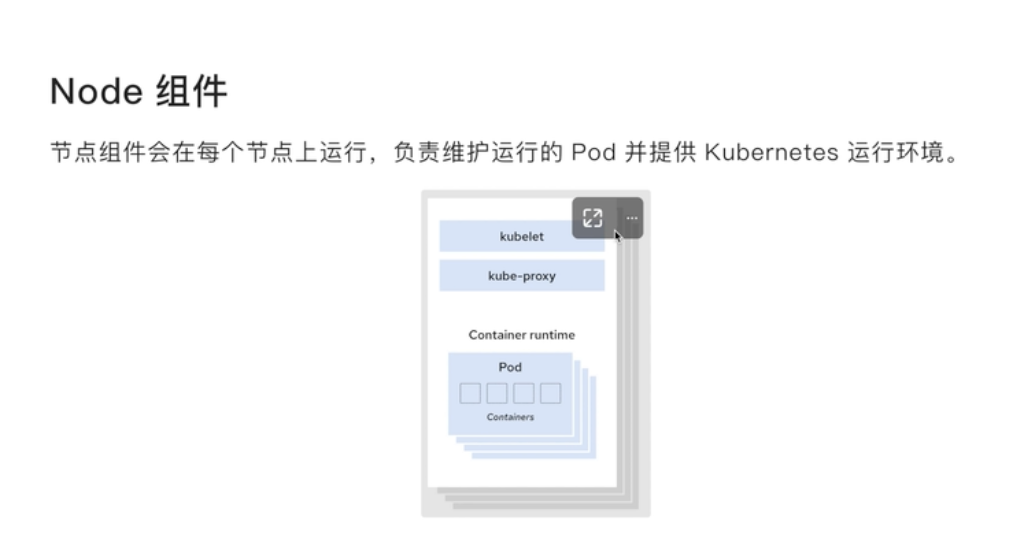 Node 组件
节点组件会在每个节点上运行，负责维护运行的 Pod 并提供 Kubernetes 运行环境。
kubelet
kube-proxy
Container runtime
Pod
Containers